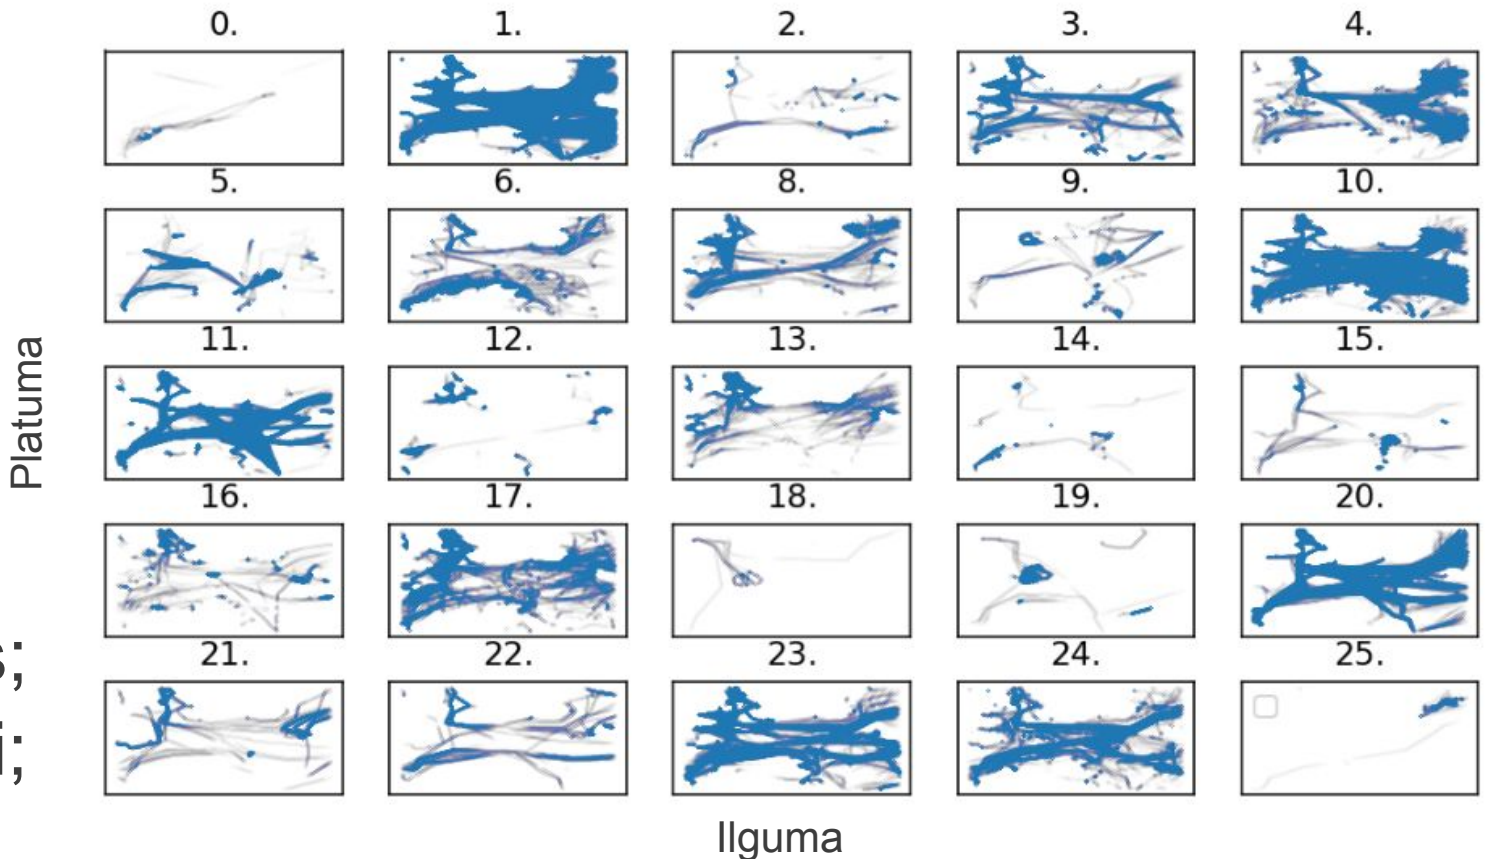 0. 1. 2. 3. 4.
5. 6. 8. 9. 10.
11. 12. 13. 14. 15.
16. 17. 18. 19. 20.
21. 22. 23. 24. 25.
Platuma
Ilguma